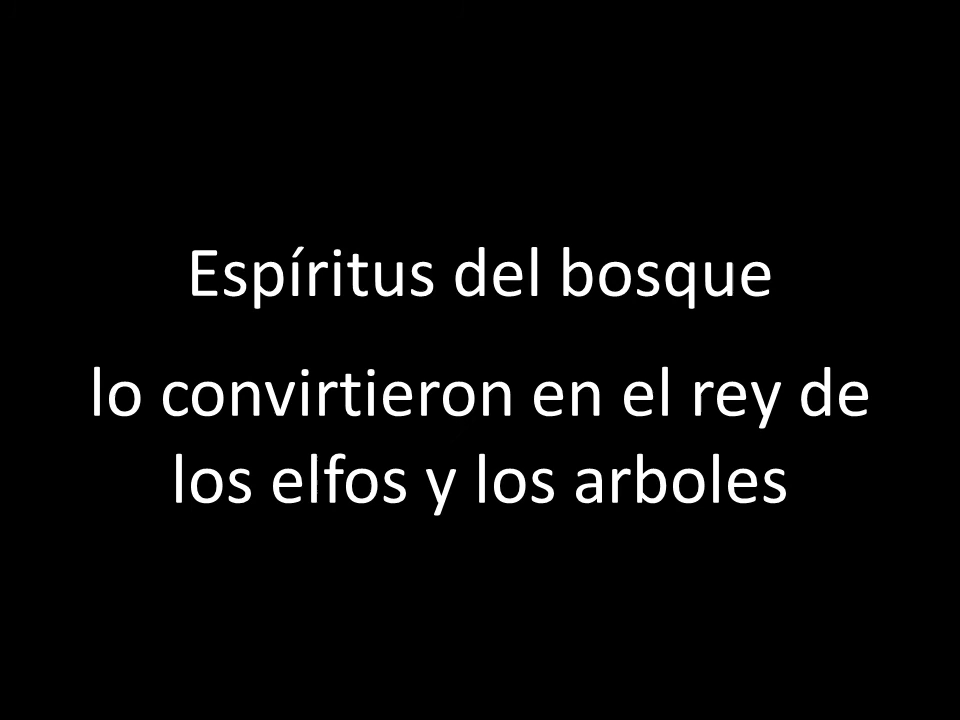 Espíritus del bosque
lo convirtieron en el rey de
los elfos y los arboles